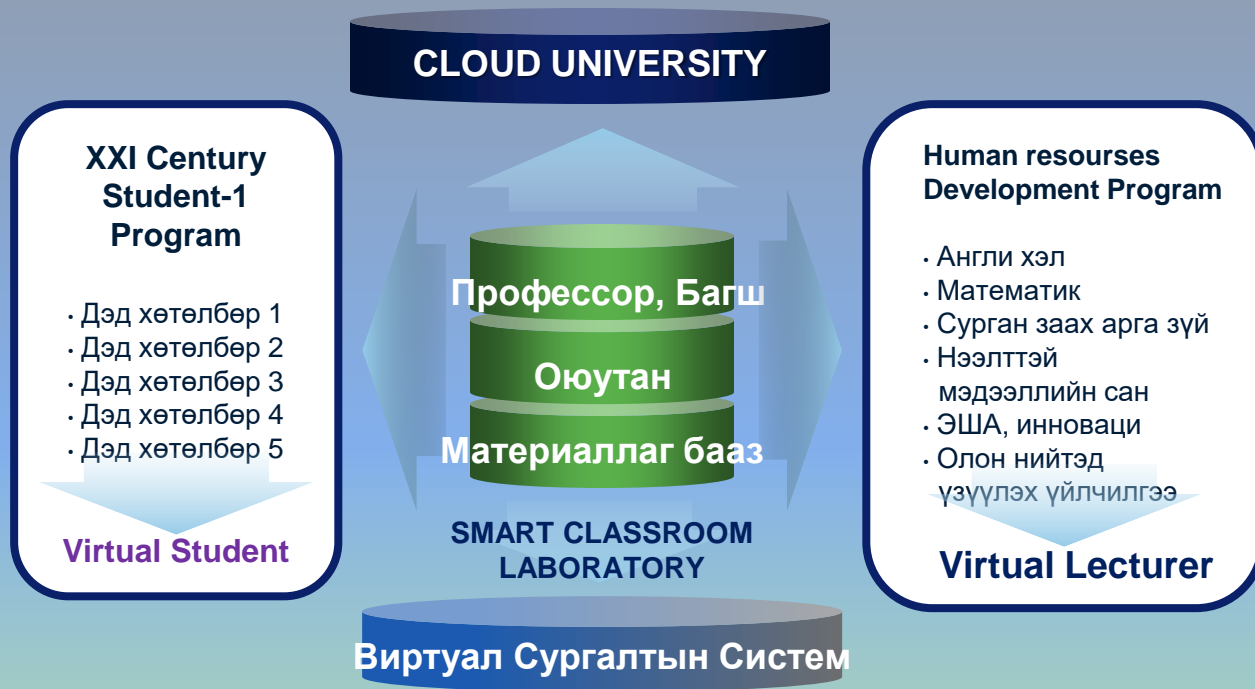 CLOUD UNIVERSITY
XXI Century
Student-1
Program
· Дэд хөтөлбөр 1
· Дэд хөтөлбөр 2
· Дэд хөтөлбөр 3
· Дэд хөтөлбөр 4
· Дэд хөтөлбөр 5
Virtual Student
Профессор, Багш
Оюутан
Материаллаг бааз
SMART CLASSROOM
LABORATORY
Human resourses
Development Program
· Англи хэл
· Математик
· Сурган заах арга зүй
· Нээлттэй
мэдээллийн сан
· ЭША, инноваци
· Олон нийтэд
үзүүлэх үйлчилгээ
Virtual Lecturer
Виртуал Сургалтын Систем